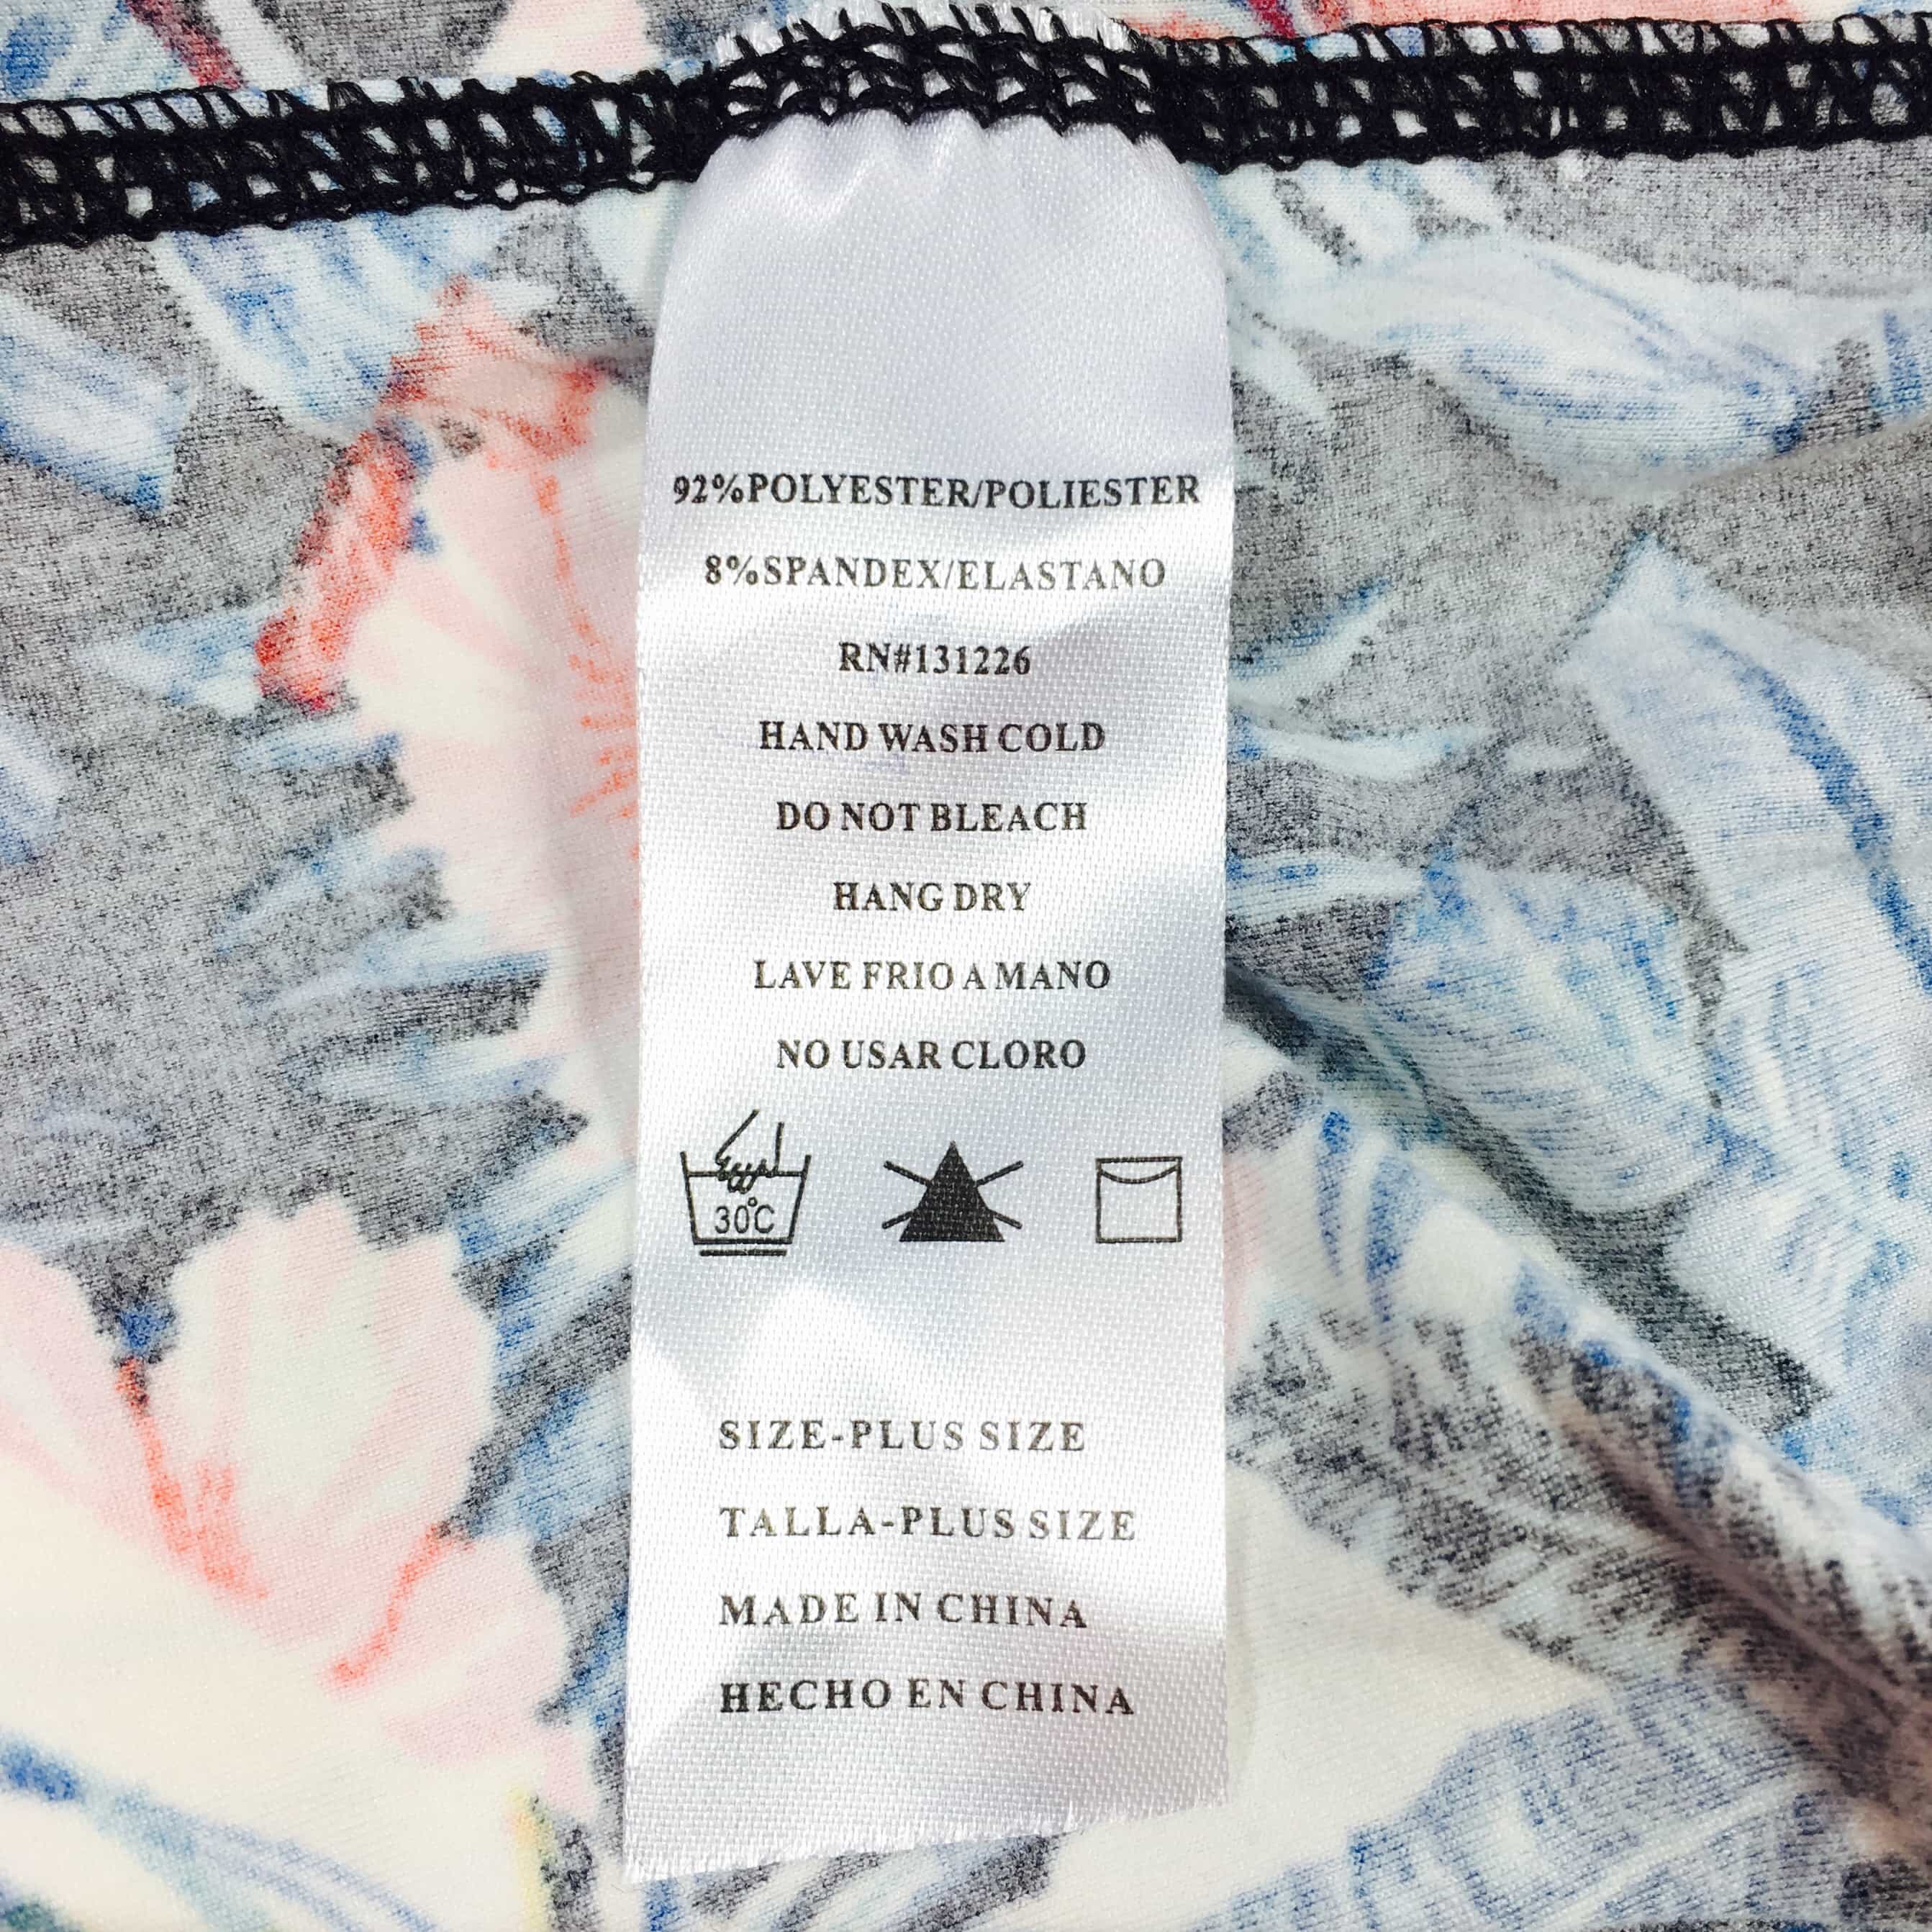 92%POLYESTER/POLIESTER
8%SPANDEX/ELASTANO
RN#131226
HAND WASH COLD
DO NOT BLEACH
HANG DRY
LAVE FRIO A MANO
NO USAR CLORO
30°C
SIZE-PLUS SIZE
TALLA-PLUS SIZE
MADE IN CHINA
HECHO EN CHINA